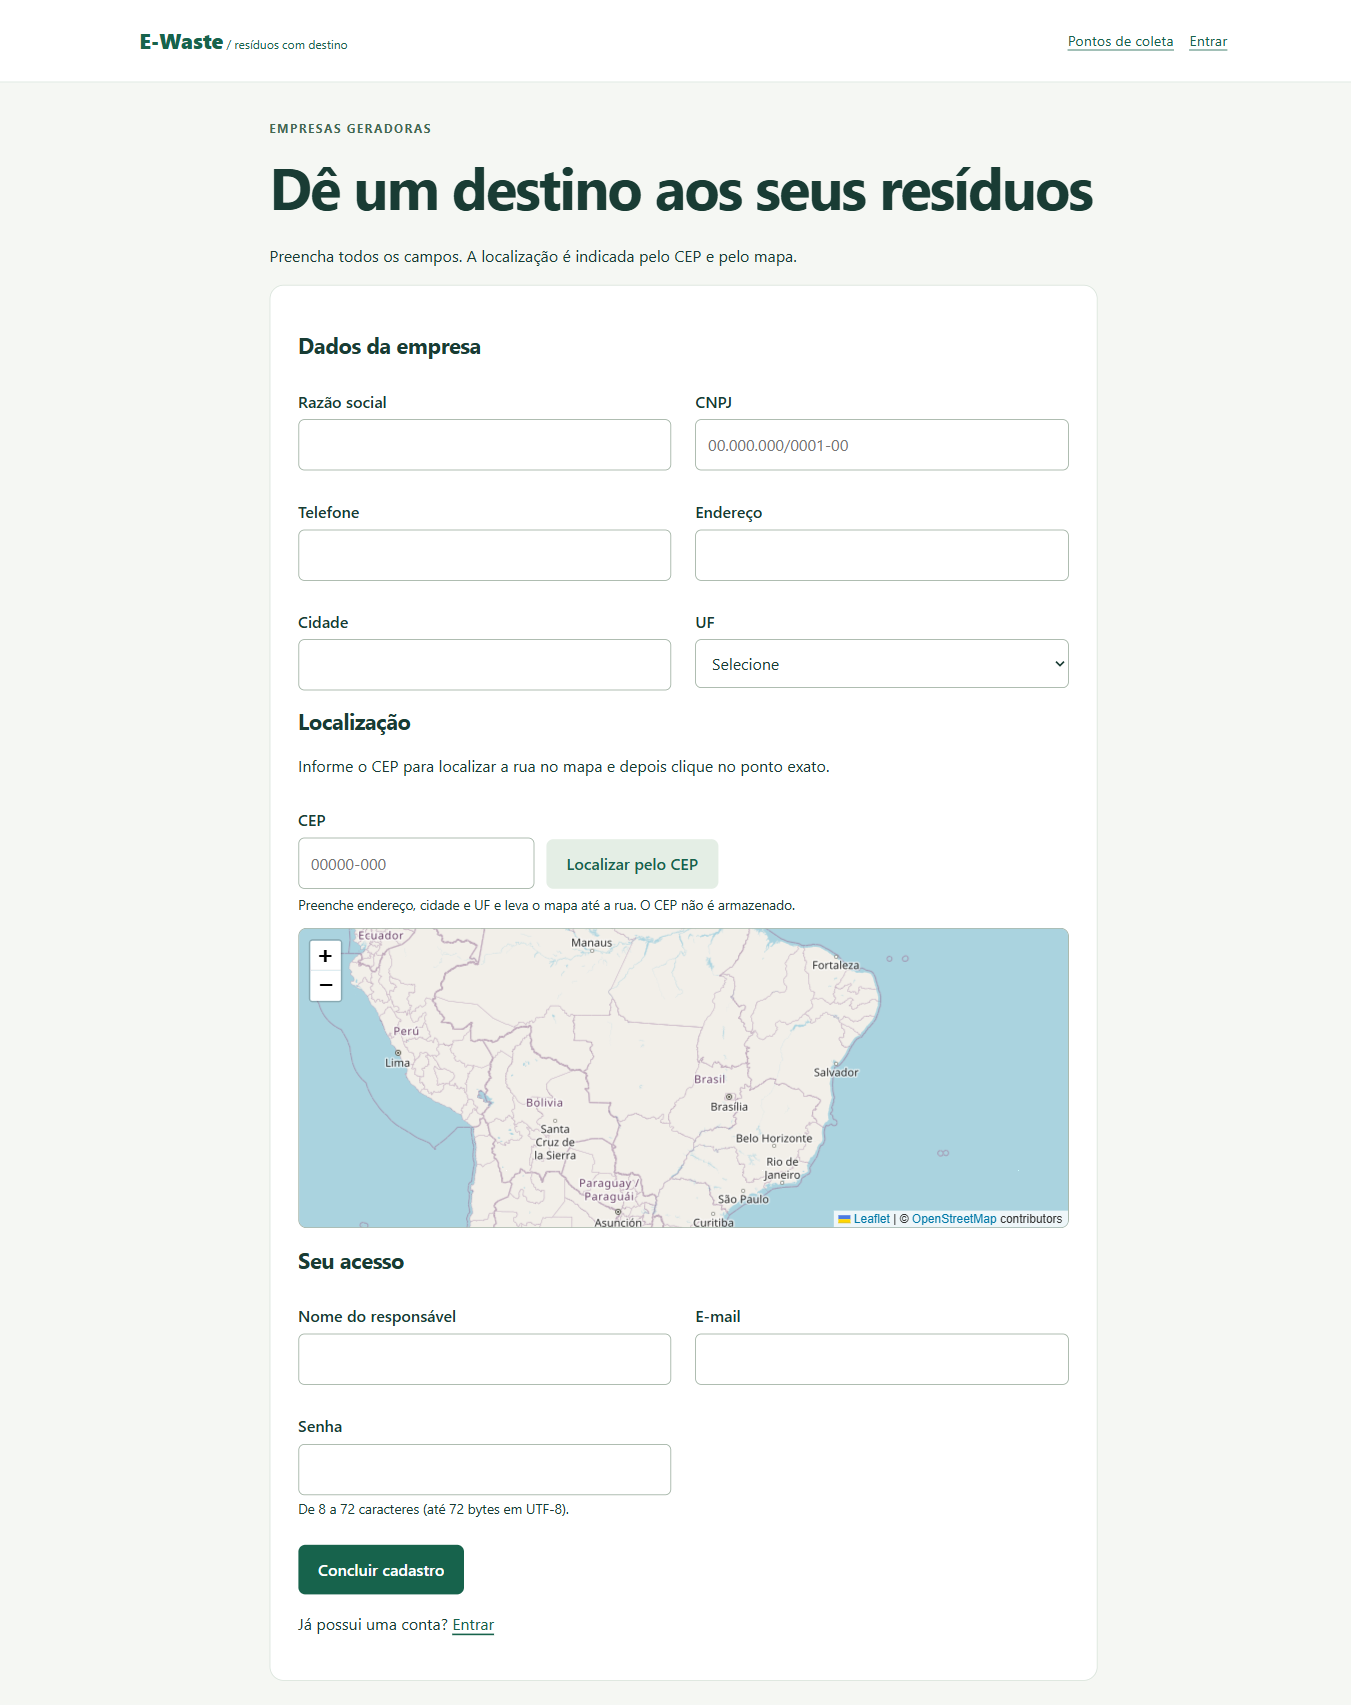 E-Waste / resíduos com destino
Pontos de coleta
Entrar
EMPRESAS GERADORAS
Dê um destino aos seus resíduos
Preencha todos os campos. A localização é indicada pelo CEP e pelo mapa.
Dados da empresa
Razão social
CNPJ
00.000.000/0001-00
Telefone
Endereço
Cidade
UF
Selecione
Localização
Informe o CEP para localizar a rua no mapa e depois clique no ponto exato.
CEP
00000-000
Localizar pelo CEP
Preenche endereço, cidade e UF e leva o mapa até a rua. O CEP não é armazenado.
+
−
Ecuador
Manaus
Fortaleza
Perú
Lima
Salvador
Brasil
Brasília
Bolivia
Santa
Cruz de
la Sierra
Belo Horizonte
Rio de
Janeiro
Paraguay /
Paraguái
São Paulo
Asunción
Curitiba
Leaflet | © OpenStreetMap contributors
Seu acesso
Nome do responsável
E-mail
Senha
De 8 a 72 caracteres (até 72 bytes em UTF-8).
Concluir cadastro
Já possui uma conta? Entrar